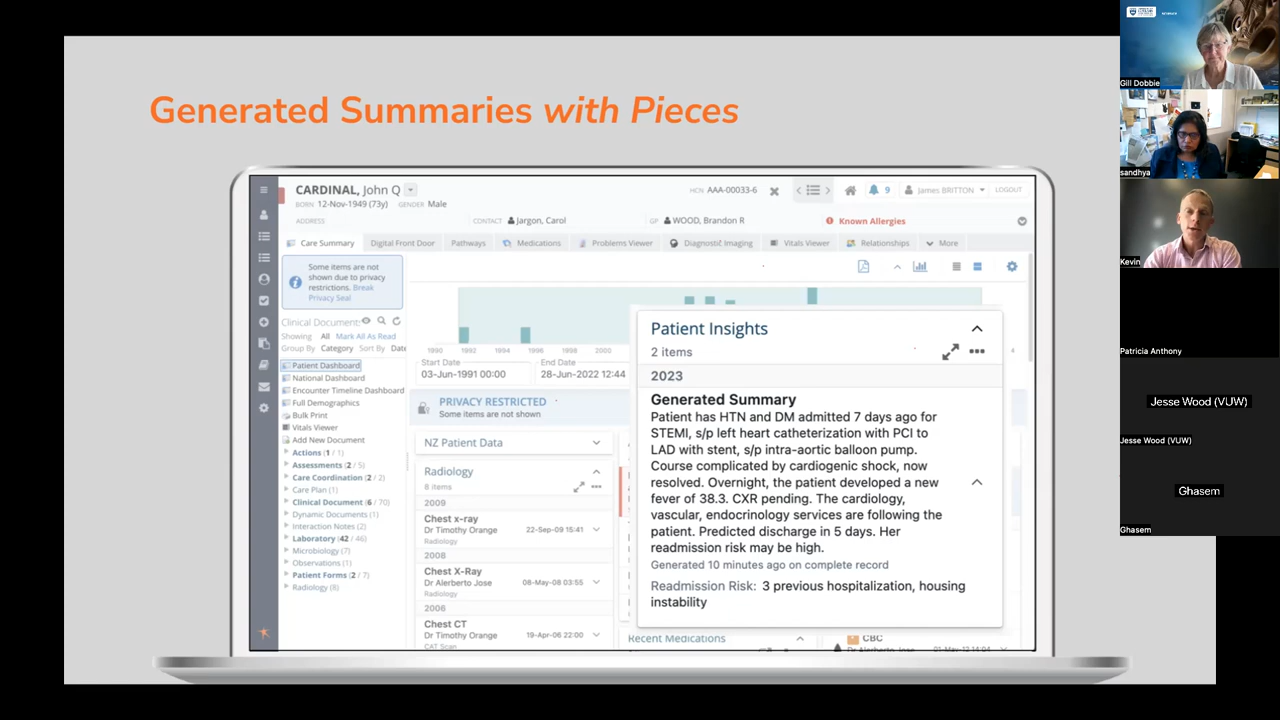 Generated Summaries with Pieces
CARDINAL, John Q
BORN 12-Nov-1949 (73y) GENDER Male
HCN AAA-00033-6
9
James BRITTON
LOGOUT
ADDRESS
CONTACT Jargon, Carol
GP WOOD, Brandon R
Known Allergies
Care Summary
Digital Front Door
Pathways
Medications
Problems Viewer
Diagnostic Imaging
Vitals Viewer
Relationships
More
Some items are not
shown due to privacy
restrictions. Break
Privacy Seal
Clinical Document:
Showing All Mark All As Read
Group By Category Sort By Date
Patient Dashboard
National Dashboard
Encounter Timeline Dashboard
Full Demographics
Bulk Print
Vitals Viewer
Add New Document
Actions (1 / 1)
Assessments (2 / 5)
Care Coordination (2 / 2)
Care Plan (1)
Clinical Document (6 / 70)
Dynamic Documents (1)
Interaction Notes (2)
Laboratory (42 / 46)
Microbiology (7)
Observations (1)
Patient Forms (2 / 7)
Radiology (8)
1990 1992 1994 1996 1998 2000
4
Start Date
03-Jun-1991 00:00
End Date
28-Jun-2022 12:44
PRIVACY RESTRICTED
Some items are not shown
NZ Patient Data
Radiology
8 items
2009
Chest x-ray
Dr Timothy Orange
Radiology
22-Sep-09 15:41
2008
Chest X-Ray
Dr Alerberto Jose
Radiology
08-May-08 03:55
2006
Chest CT
Dr Timothy Orange
CAT Scan
19-Apr-06 22:00
Patient Insights
2 items
2023
Generated Summary
Patient has HTN and DM admitted 7 days ago for
STEMI, s/p left heart catheterization with PCI to
LAD with stent, s/p intra-aortic balloon pump.
Course complicated by cardiogenic shock, now
resolved. Overnight, the patient developed a new
fever of 38.3. CXR pending. The cardiology,
vascular, endocrinology services are following the
patient. Predicted discharge in 5 days. Her
readmission risk may be high.
Generated 10 minutes ago on complete record
Readmission Risk: 3 previous hospitalization, housing
instability
Recent Medications
CBC
Dr Alerberto Jose
01-May-12 14:04
SCIENCE
Gill Dobbie
sandhya
Kevin
Patricia Anthony
Jesse Wood (VUW)
Jesse Wood (VUW)
Ghasem
Ghasem